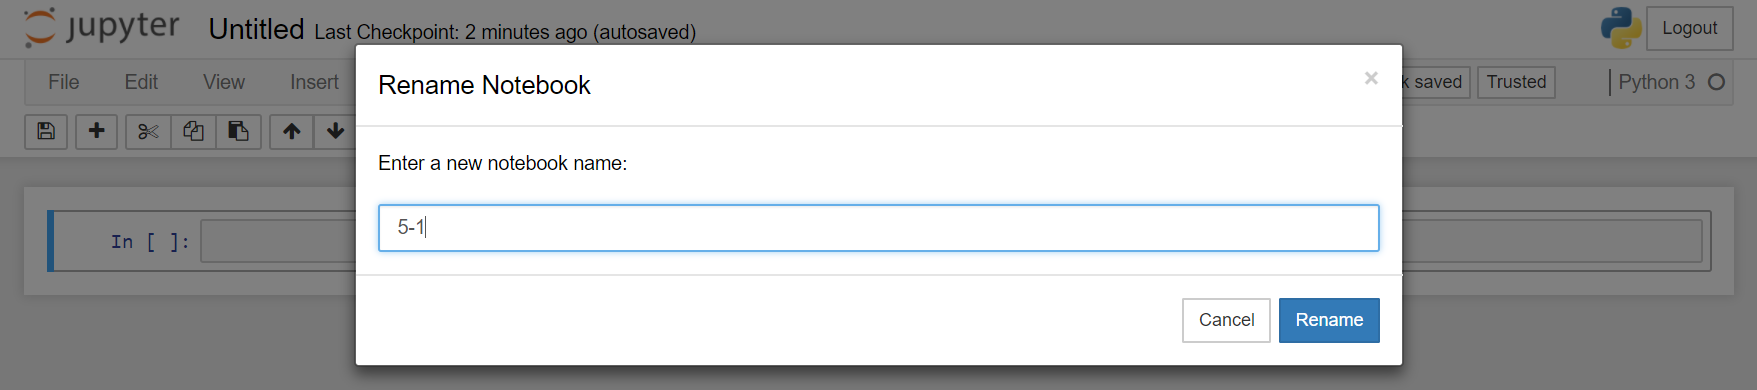 jupyter Untitled Last Checkpoint: 2 minutes ago (autosaved) Logout
File Edit View Insert k saved Trusted Python 3
Rename Notebook ×
Enter a new notebook name:
In [ ]:
5-1
Cancel Rename